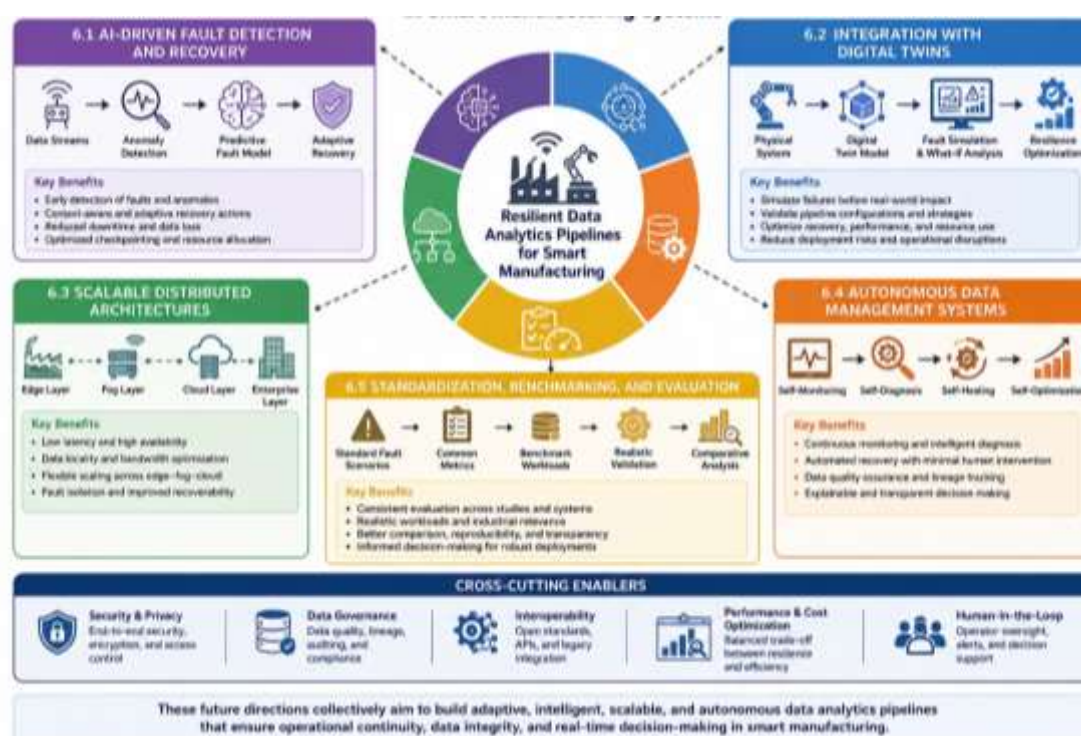 6.1 AI-DRIVEN FAULT DETECTION
AND RECOVERY
Data Streams
Anomaly
Detection
Predictive
Fault Model
Adaptive
Recovery
Key Benefits
• Early detection of faults and anomalies
• Context-aware and adaptive recovery actions
• Reduced downtime and data loss
• Optimized checkpointing and resource allocation
6.2 INTEGRATION WITH
DIGITAL TWINS
Physical
System
Digital
Twin Model
Fault Simulation
& What-If Analysis
Resilience
Optimization
Key Benefits
• Simulate failures before real-world impact
• Validate pipeline configurations and strategies
• Optimize recovery, performance, and resource use
• Reduce deployment risks and operational disruptions
Resilient Data
Analytics Pipelines
for Smart
Manufacturing
6.3 SCALABLE DISTRIBUTED
ARCHITECTURES
Edge Layer
Fog Layer
Cloud Layer
Enterprise
Layer
Key Benefits
• Low latency and high availability
• Data locality and bandwidth optimization
• Flexible scaling across edge–fog–cloud
• Fault isolation and improved recoverability
6.4 AUTONOMOUS DATA
MANAGEMENT SYSTEMS
Self-Monitoring
Self-Diagnosis
Self-Healing
Self-Optimization
Key Benefits
• Continuous monitoring and intelligent diagnosis
• Automated recovery with minimal human intervention
• Data quality assurance and lineage tracking
• Explainable and transparent decision making
6.5 STANDARDIZATION, BENCHMARKING, AND EVALUATION
Standard Fault
Scenarios
Common
Metrics
Benchmark
Workloads
Realistic
Validation
Comparative
Analysis
Key Benefits
• Consistent evaluation across studies and systems
• Realistic workloads and industrial relevance
• Better comparison, reproducibility, and transparency
• Informed decision-making for robust deployments
CROSS-CUTTING ENABLERS
Security & Privacy
End-to-end security,
encryption, and access
control
Data Governance
Data quality, lineage,
auditing, and
compliance
Interoperability
Open standards,
APIs, and legacy
integration
Performance & Cost
Optimization
Balanced trade-off
between resilience
and efficiency
Human-in-the-Loop
Operator oversight,
alerts, and decision
support
These future directions collectively aim to build adaptive, intelligent, scalable, and autonomous data analytics pipelines
that ensure operational continuity, data integrity, and real-time decision-making in smart manufacturing.